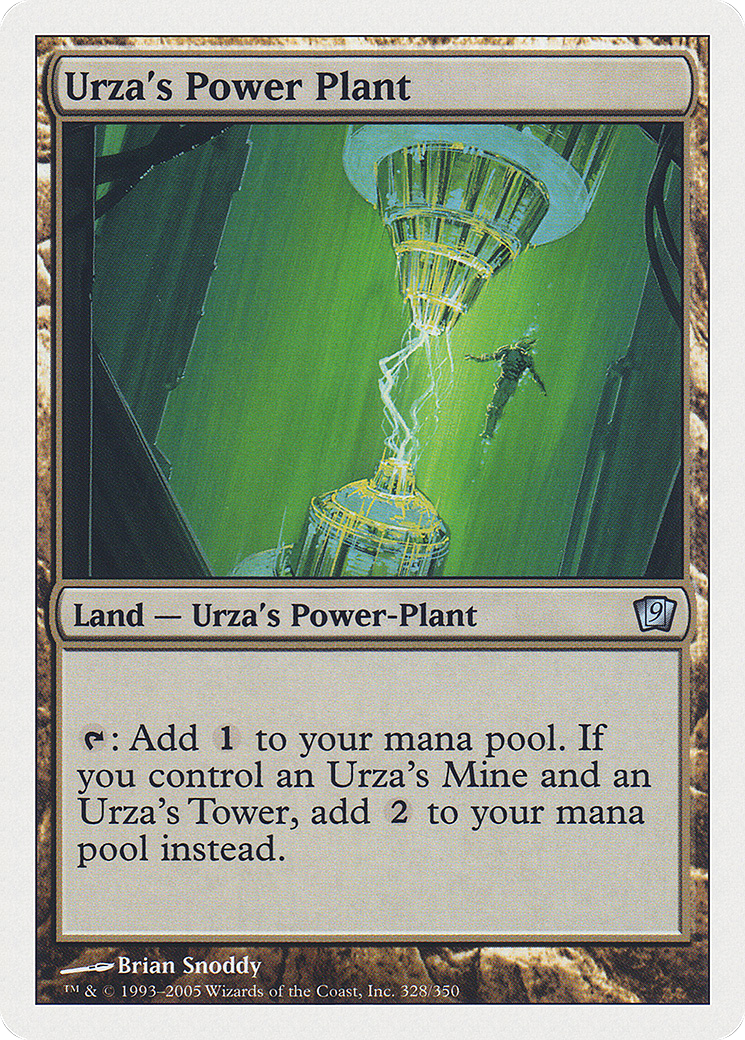 Urza's Power Plant
Land — Urza's Power-Plant
9
: Add 1 to your mana pool. If
you control an Urza's Mine and an
Urza's Tower, add 2 to your mana
pool instead.
Brian Snoddy
™ & © 1993–2005 Wizards of the Coast, Inc. 328/350